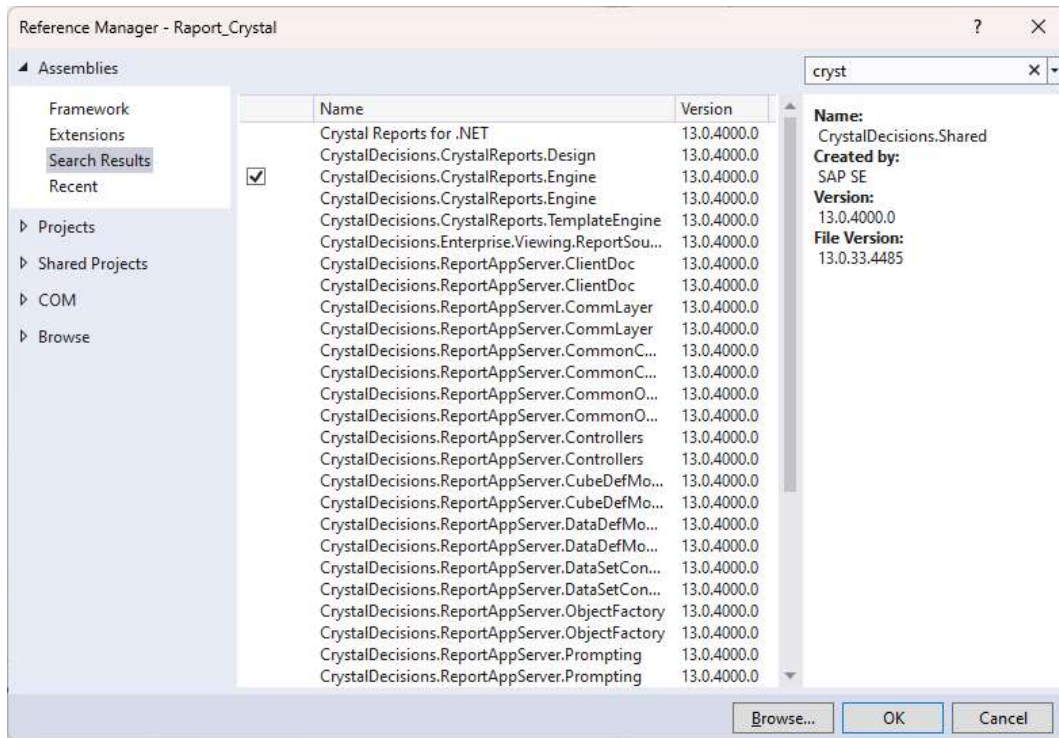 Reference Manager - Raport_Crystal
Assemblies
Framework
Extensions
Search Results
Recent
Projects
Shared Projects
COM
Browse
Name Version
Crystal Reports for .NET 13.0.4000.0
CrystalDecisions.CrystalReports.Design 13.0.4000.0
CrystalDecisions.CrystalReports.Engine 13.0.4000.0
CrystalDecisions.CrystalReports.Engine 13.0.4000.0
CrystalDecisions.CrystalReports.TemplateEngine 13.0.4000.0
CrystalDecisions.Enterprise.Viewing.ReportSou... 13.0.4000.0
CrystalDecisions.ReportAppServer.ClientDoc 13.0.4000.0
CrystalDecisions.ReportAppServer.ClientDoc 13.0.4000.0
CrystalDecisions.ReportAppServer.CommLayer 13.0.4000.0
CrystalDecisions.ReportAppServer.CommLayer 13.0.4000.0
CrystalDecisions.ReportAppServer.CommonC... 13.0.4000.0
CrystalDecisions.ReportAppServer.CommonC... 13.0.4000.0
CrystalDecisions.ReportAppServer.CommonO... 13.0.4000.0
CrystalDecisions.ReportAppServer.CommonO... 13.0.4000.0
CrystalDecisions.ReportAppServer.Controllers 13.0.4000.0
CrystalDecisions.ReportAppServer.Controllers 13.0.4000.0
CrystalDecisions.ReportAppServer.CubeDefMo... 13.0.4000.0
CrystalDecisions.ReportAppServer.CubeDefMo... 13.0.4000.0
CrystalDecisions.ReportAppServer.DataDefMo... 13.0.4000.0
CrystalDecisions.ReportAppServer.DataDefMo... 13.0.4000.0
CrystalDecisions.ReportAppServer.DataSetCon... 13.0.4000.0
CrystalDecisions.ReportAppServer.DataSetCon... 13.0.4000.0
CrystalDecisions.ReportAppServer.ObjectFactory 13.0.4000.0
CrystalDecisions.ReportAppServer.ObjectFactory 13.0.4000.0
CrystalDecisions.ReportAppServer.Prompting 13.0.4000.0
CrystalDecisions.ReportAppServer.Prompting 13.0.4000.0
cryst
Name:
CrystalDecisions.Shared
Created by:
SAP SE
Version:
13.0.4000.0
File Version:
13.0.33.4485
Browse... OK Cancel